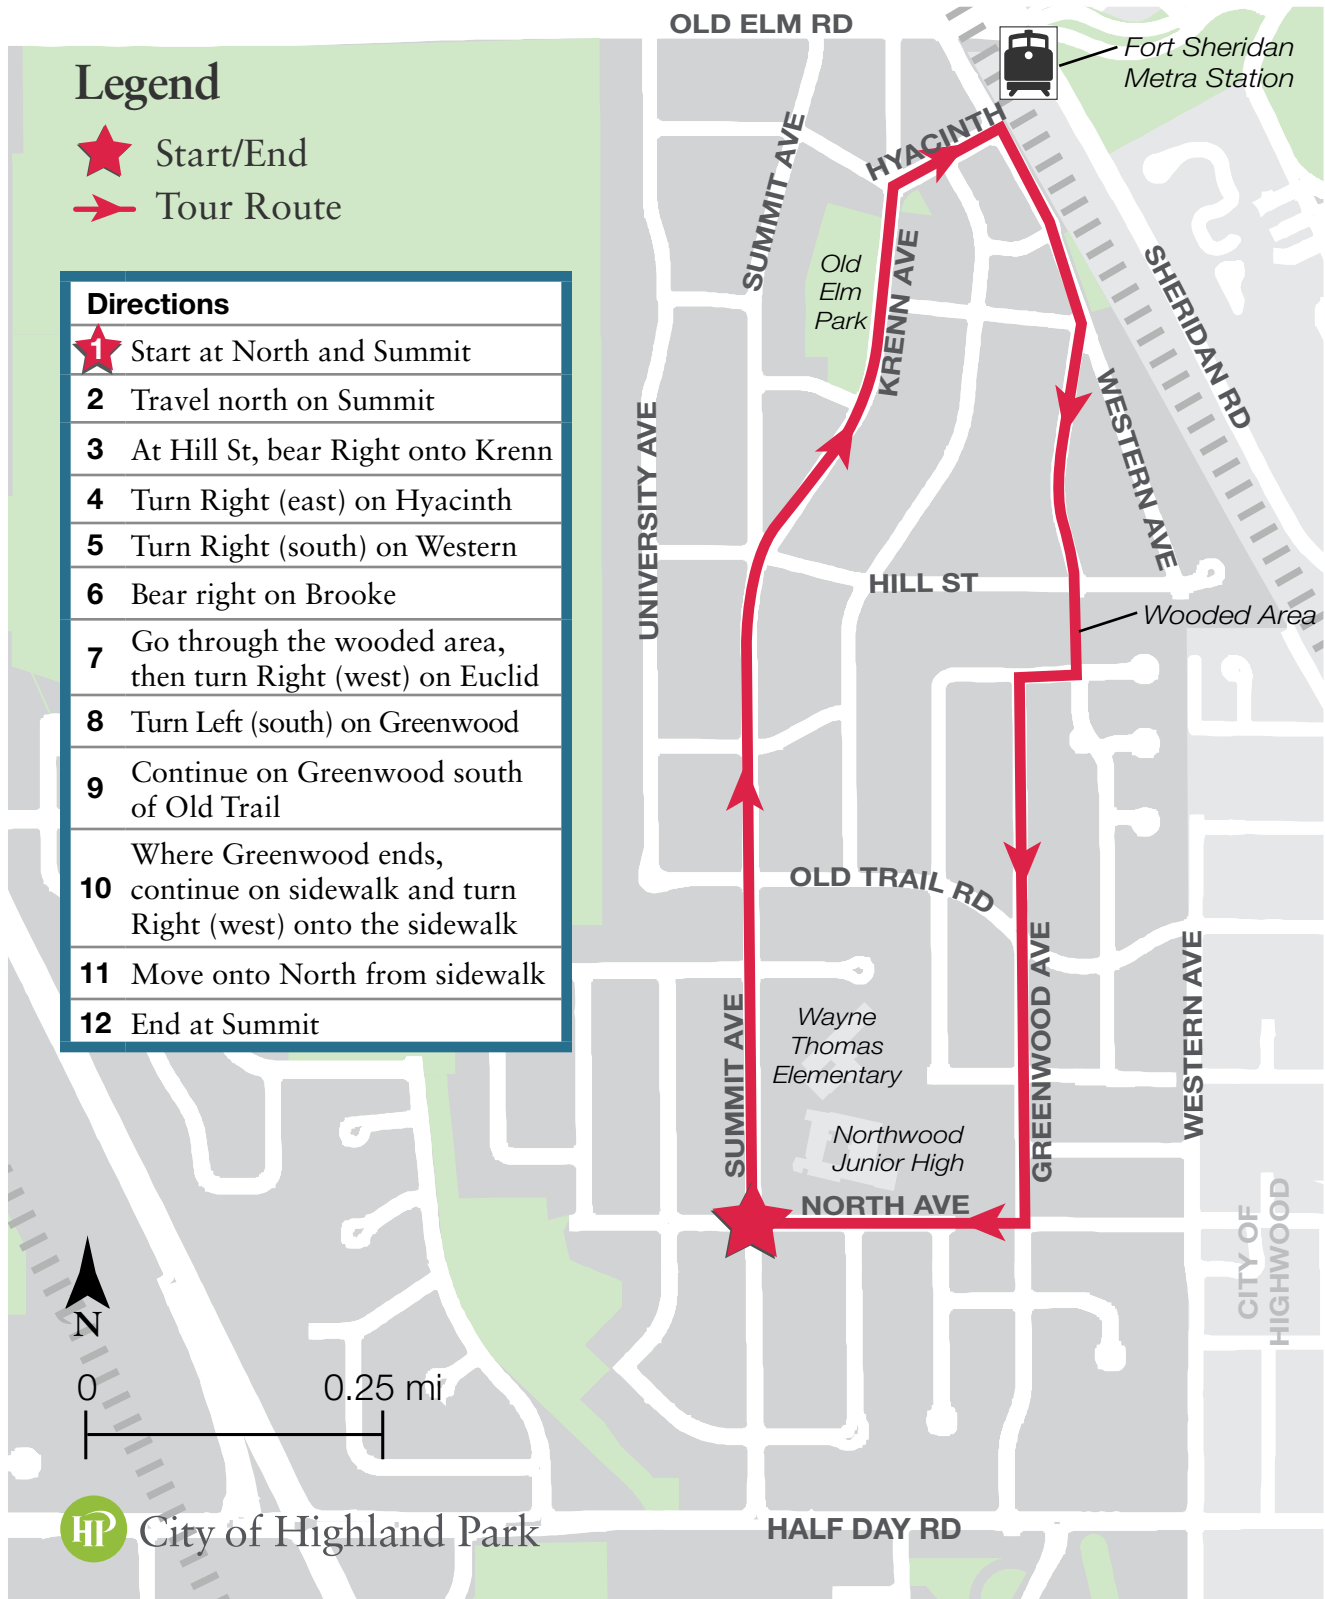 OLD ELM RD
Fort Sheridan
Metra Station
Legend
Start/End
Tour Route
HYACINTH
SUMMIT AVE
Old
Elm
Park
KRENN AVE
SHERIDAN RD
WESTERN AVE
UNIVERSITY AVE
HILL ST
Wooded Area
Directions
1 Start at North and Summit
2 Travel north on Summit
3 At Hill St, bear Right onto Krenn
4 Turn Right (east) on Hyacinth
5 Turn Right (south) on Western
6 Bear right on Brooke
7 Go through the wooded area,
then turn Right (west) on Euclid
8 Turn Left (south) on Greenwood
9 Continue on Greenwood south
of Old Trail
10 Where Greenwood ends,
continue on sidewalk and turn
Right (west) onto the sidewalk
11 Move onto North from sidewalk
12 End at Summit
OLD TRAIL RD
SUMMIT AVE
Wayne
Thomas
Elementary
GREENWOOD AVE
WESTERN AVE
Northwood
Junior High
NORTH AVE
CITY OF
HIGHWOOD
N
0 0.25 mi
HP City of Highland Park
HALF DAY RD